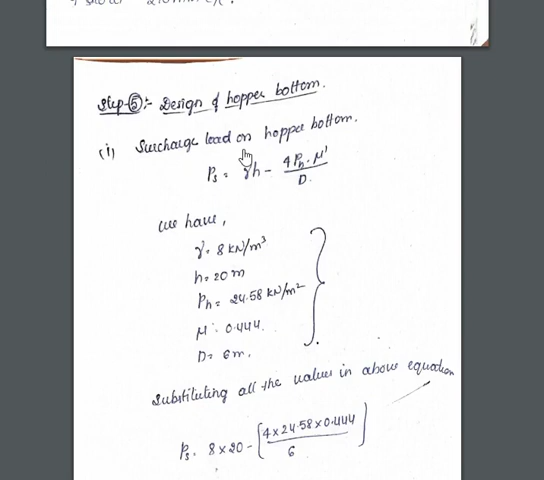 Step-⑤:- Design of hopper bottom.
(i) Surcharge load on hopper bottom.
Ps = γh - 4Ph·μ' / D.
we have,
γ = 8 kN/m³
h = 20 m
Ph = 24.58 kN/m²
μ' = 0.444.
D = 6m.
Substituting all the values in above equation
Ps = 8×20 - [4×24.58×0.444 / 6]